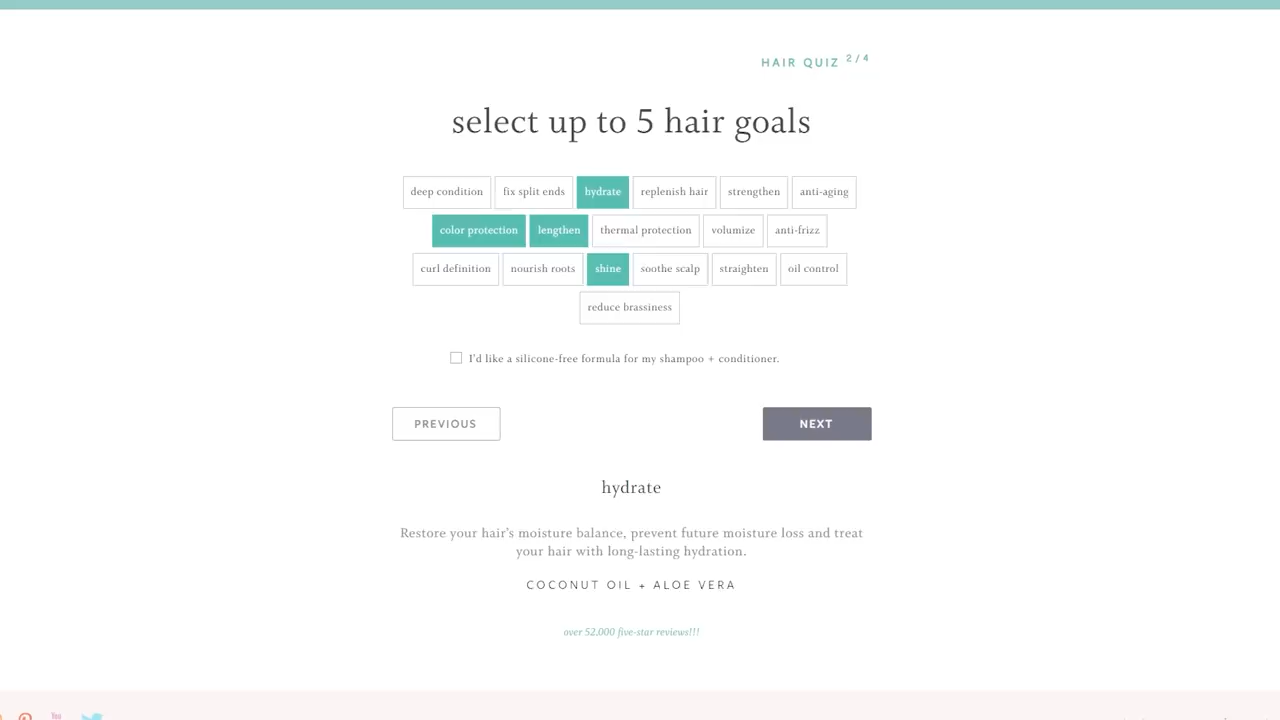 HAIR QUIZ 2/4
select up to 5 hair goals
deep condition fix split ends hydrate replenish hair strengthen anti-aging
color protection lengthen thermal protection volumize anti-frizz
curl definition nourish roots shine soothe scalp straighten oil control
reduce brassiness
I'd like a silicone-free formula for my shampoo + conditioner.
PREVIOUS NEXT
hydrate
Restore your hair's moisture balance, prevent future moisture loss and treat
your hair with long-lasting hydration.
COCONUT OIL + ALOE VERA
over 52,000 five-star reviews!!!
You